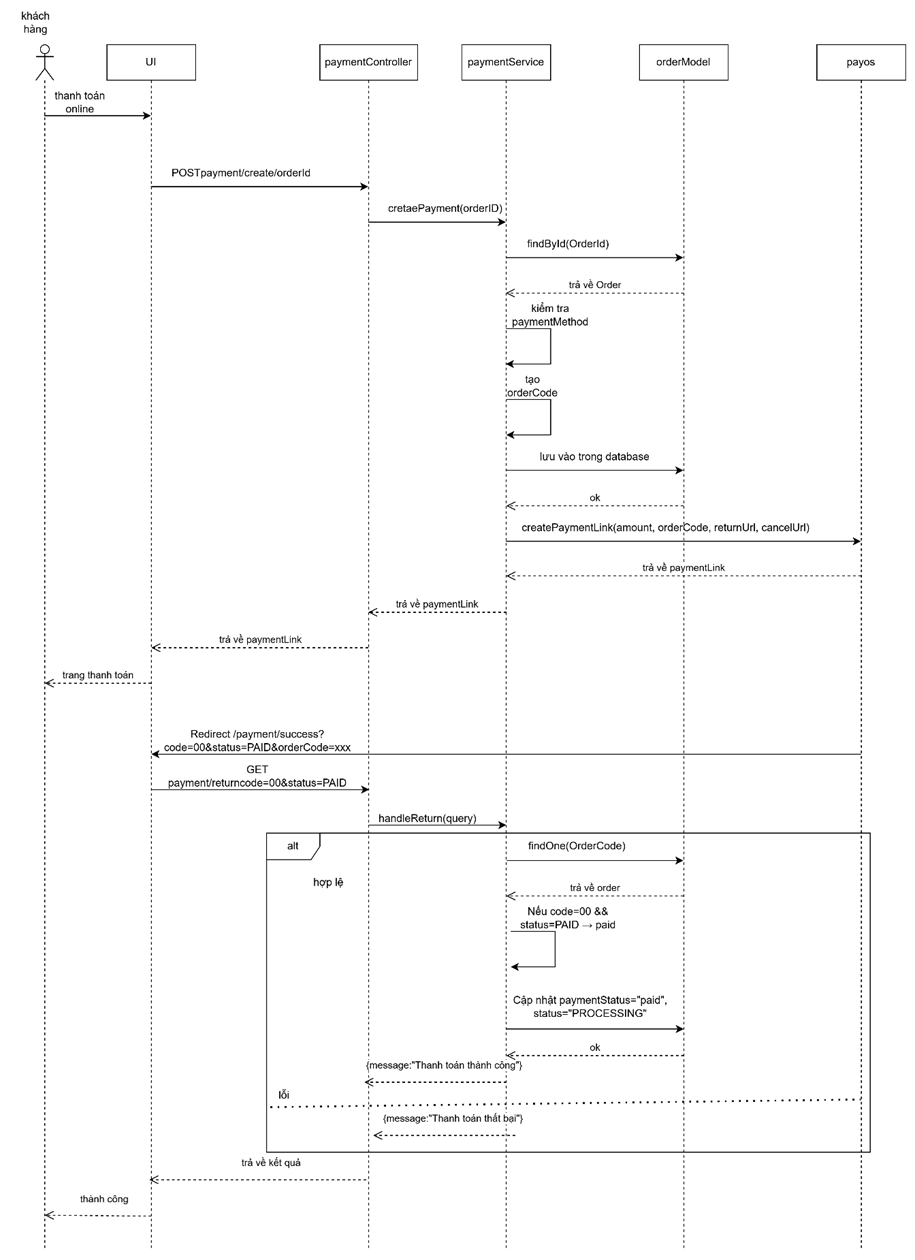 khách
hàng
UI
paymentController
paymentService
orderModel
payos
thanh toán
online
POSTpayment/create/orderId
cretaePayment(orderID)
findById(OrderId)
trả về Order
kiểm tra
paymentMethod
tạo
orderCode
lưu vào trong database
ok
createPaymentLink(amount, orderCode, returnUrl, cancelUrl)
trả về paymentLink
trả về paymentLink
trả về paymentLink
trang thanh toán
Redirect /payment/success?
code=00&status=PAID&orderCode=xxx
GET
payment/returncode=00&status=PAID
handleReturn(query)
alt
findOne(OrderCode)
hợp lệ
trả về order
Nếu code=00 &&
status=PAID → paid
Cập nhật paymentStatus="paid",
status="PROCESSING"
ok
{message:"Thanh toán thành công"}
lỗi
{message:"Thanh toán thất bại"}
trả về kết quả
thành công